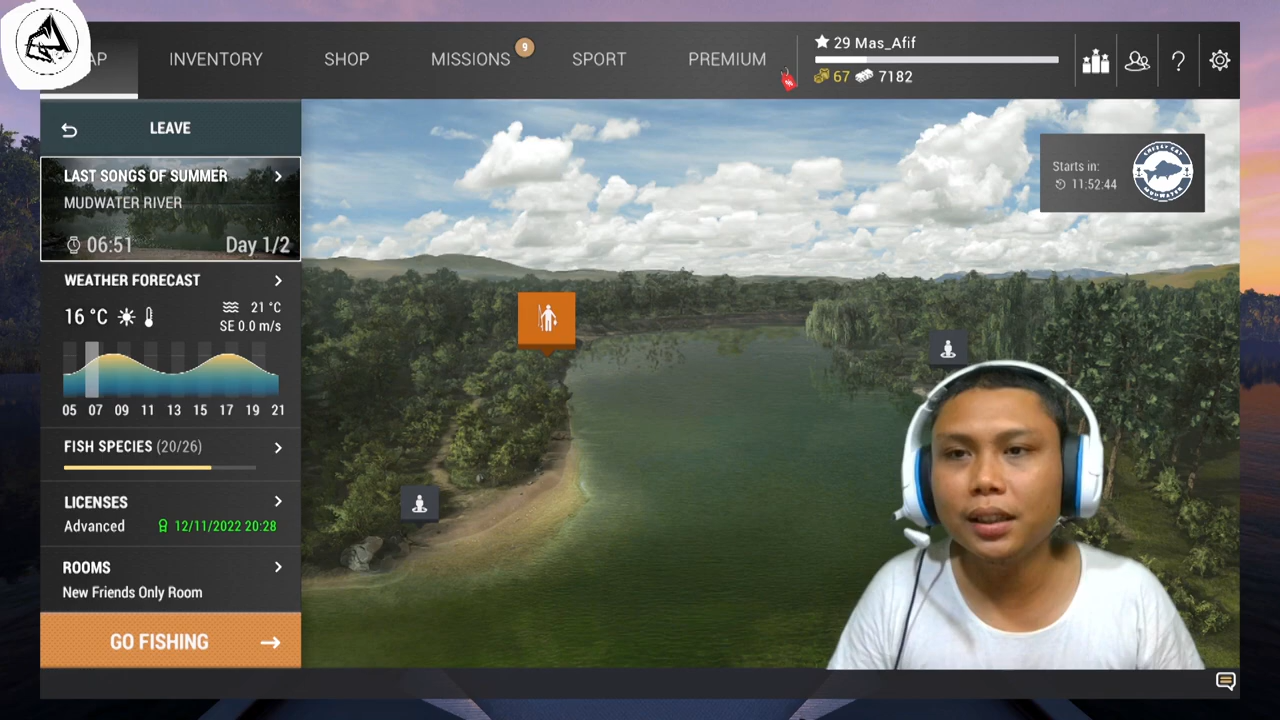 AP
INVENTORY
SHOP
MISSIONS
9
SPORT
PREMIUM
29 Mas_Afif
67 7182
?
LEAVE
LAST SONGS OF SUMMER
MUDWATER RIVER
06:51
Day 1/2
WEATHER FORECAST
16 °C
21 °C
SE 0.0 m/s
05 07 09 11 13 15 17 19 21
FISH SPECIES (20/26)
LICENSES
Advanced 12/11/2022 20:28
ROOMS
New Friends Only Room
GO FISHING
Starts in:
11:52:44
MUDWATER